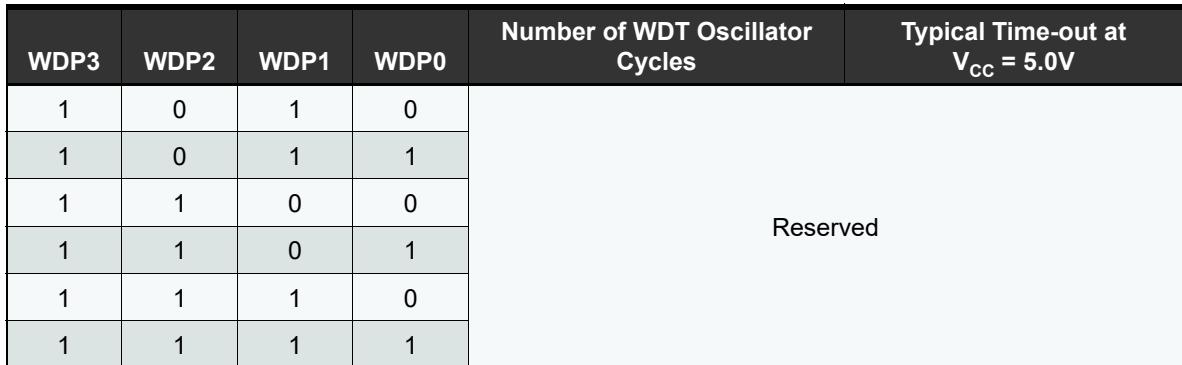 WDP3 WDP2 WDP1 WDP0 Number of WDT Oscillator Cycles Typical Time-out at V_CC = 5.0V
1 0 1 0
1 0 1 1
1 1 0 0
1 1 0 1
1 1 1 0
1 1 1 1
Reserved